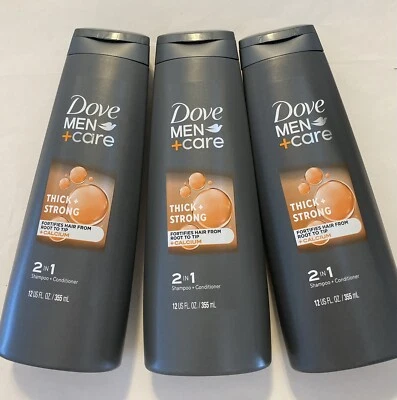 Dove
MEN
+care
THICK +
STRONG
FORTIFIES HAIR FROM
ROOT TO TIP
+CALCIUM
2 IN 1
Shampoo + Conditioner
12 US FL. OZ. / 355 mL
Dove
MEN
+care
THICK +
STRONG
FORTIFIES HAIR FROM
ROOT TO TIP
+CALCIUM
2 IN 1
Shampoo + Conditioner
12 US FL. OZ. / 355 mL
Dove
MEN
+care
THICK +
STRONG
FORTIFIES HAIR FROM
ROOT TO TIP
+CALCIUM
2 IN 1
Shampoo + Conditioner
12 US FL. OZ. / 355 mL